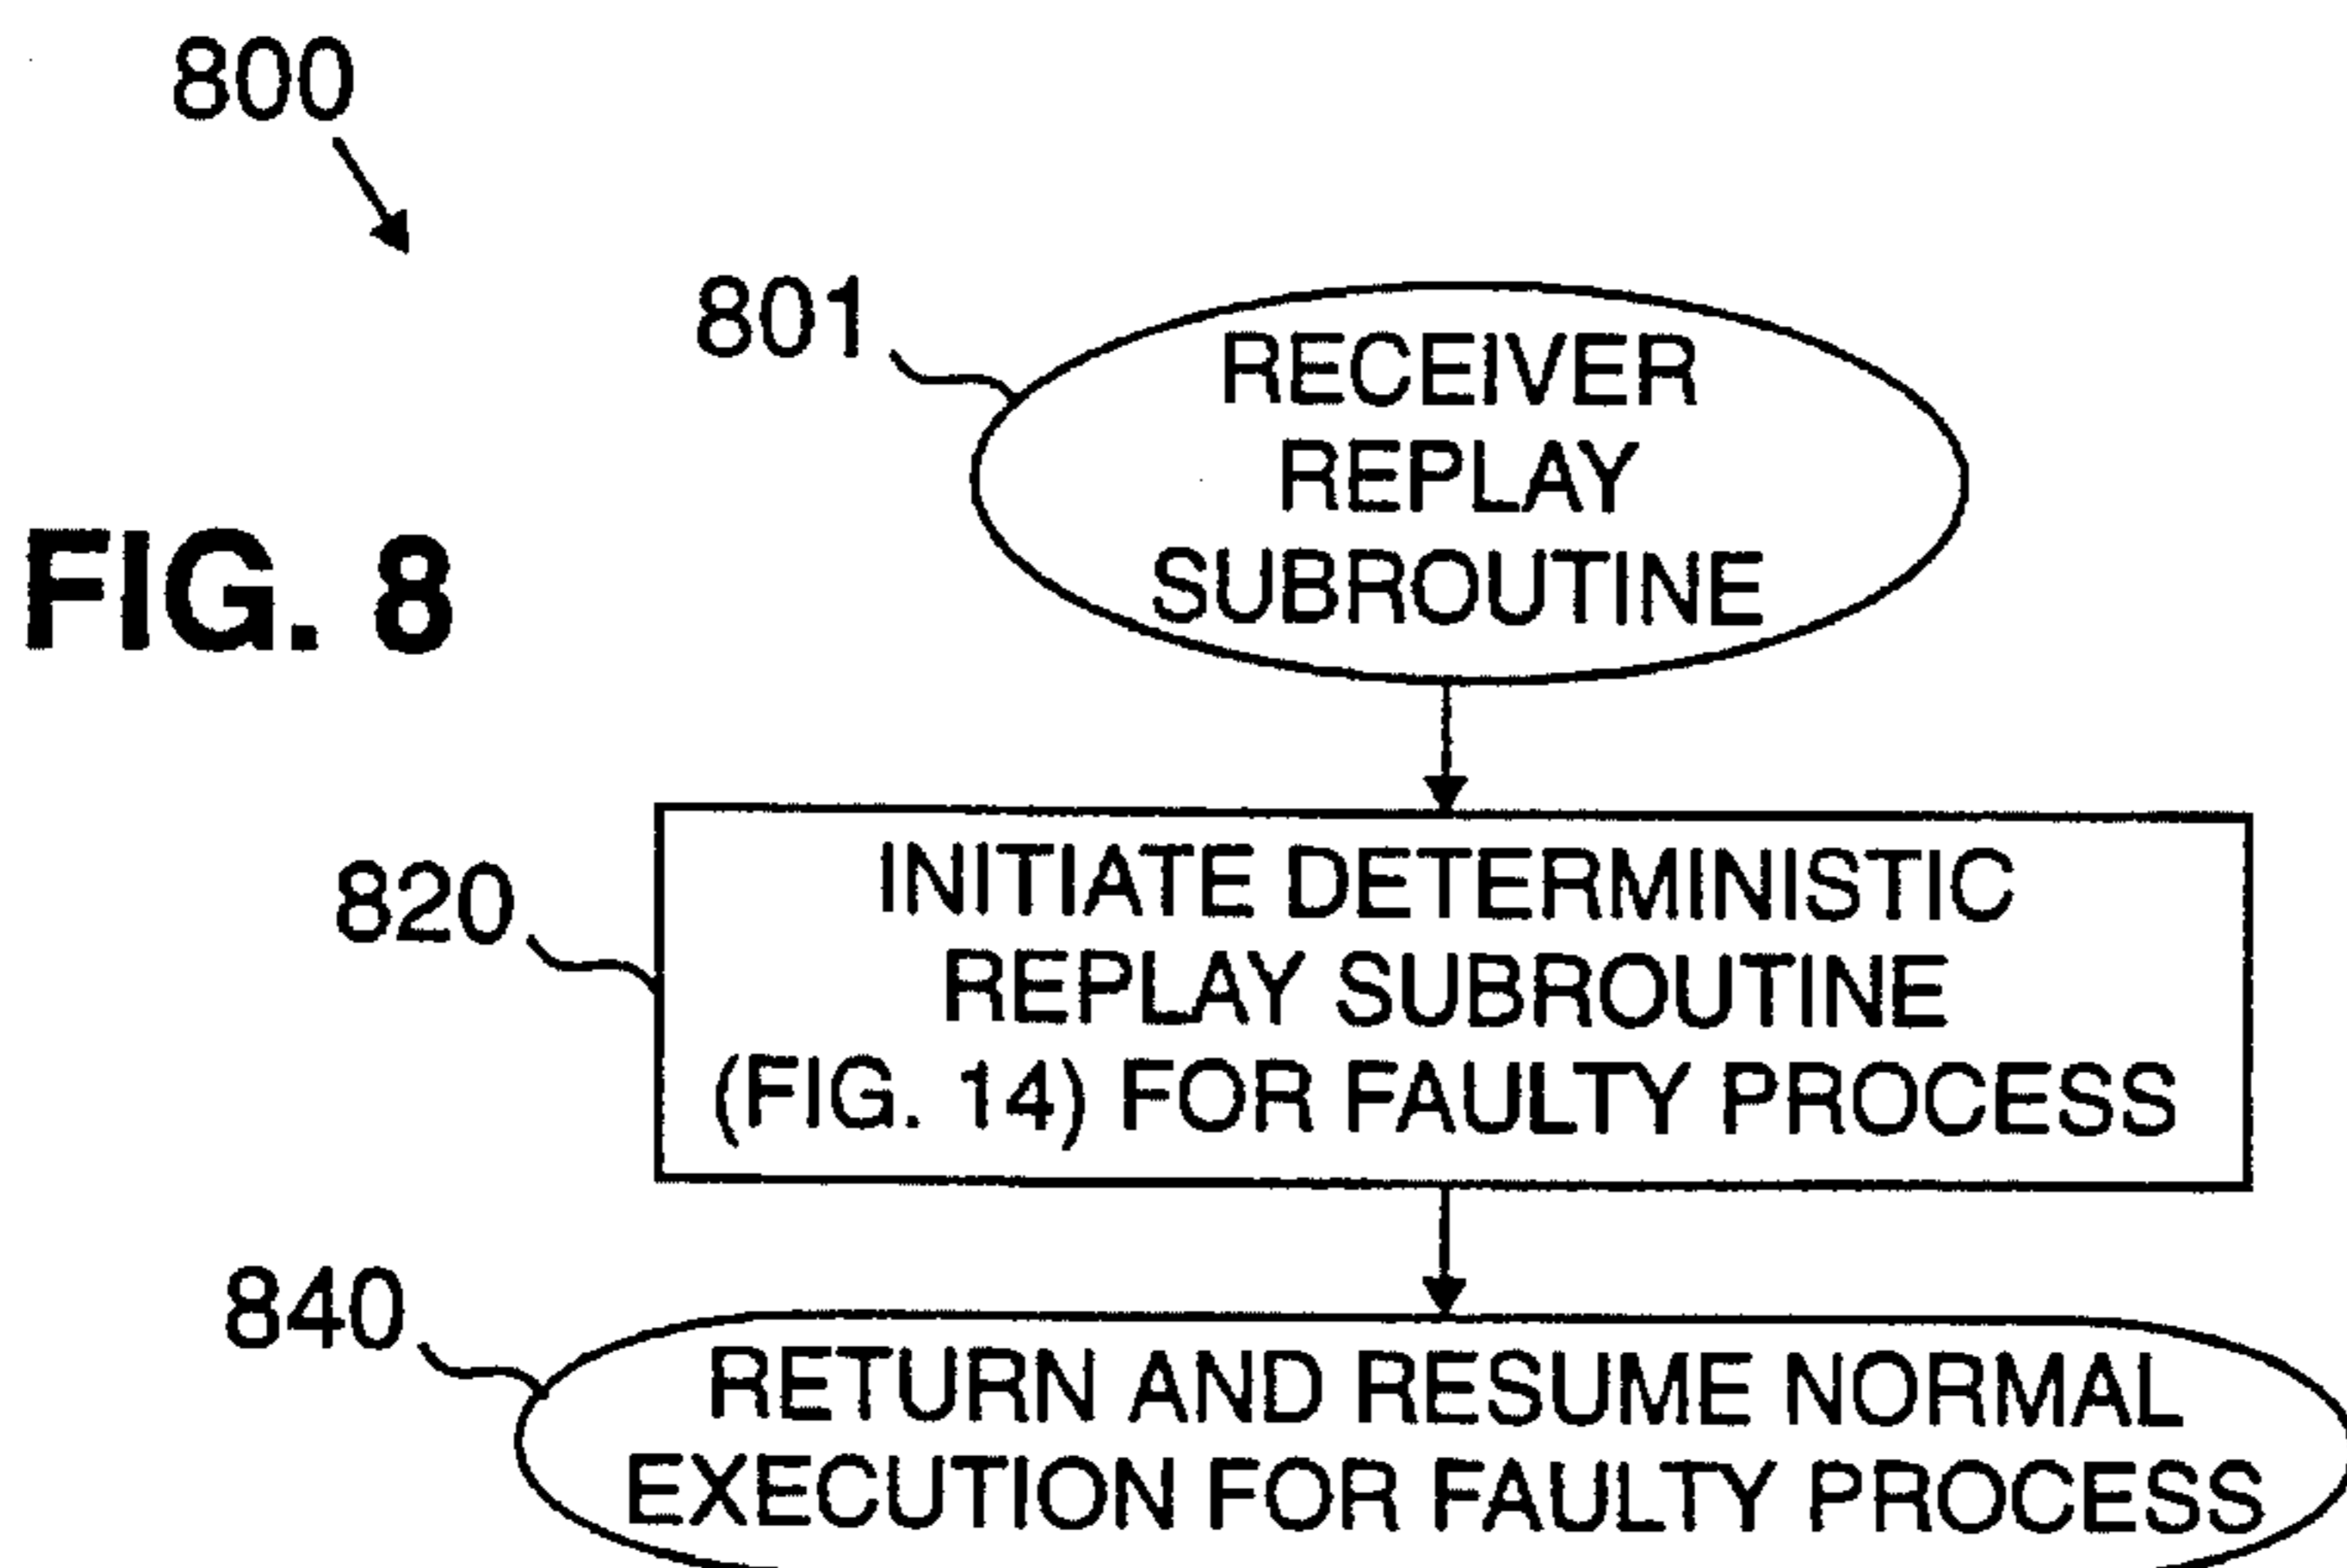 800
801
RECEIVER
REPLAY
SUBROUTINE
FIG. 8
820
INITIATE DETERMINISTIC
REPLAY SUBROUTINE
(FIG. 14) FOR FAULTY PROCESS
840
RETURN AND RESUME NORMAL
EXECUTION FOR FAULTY PROCESS